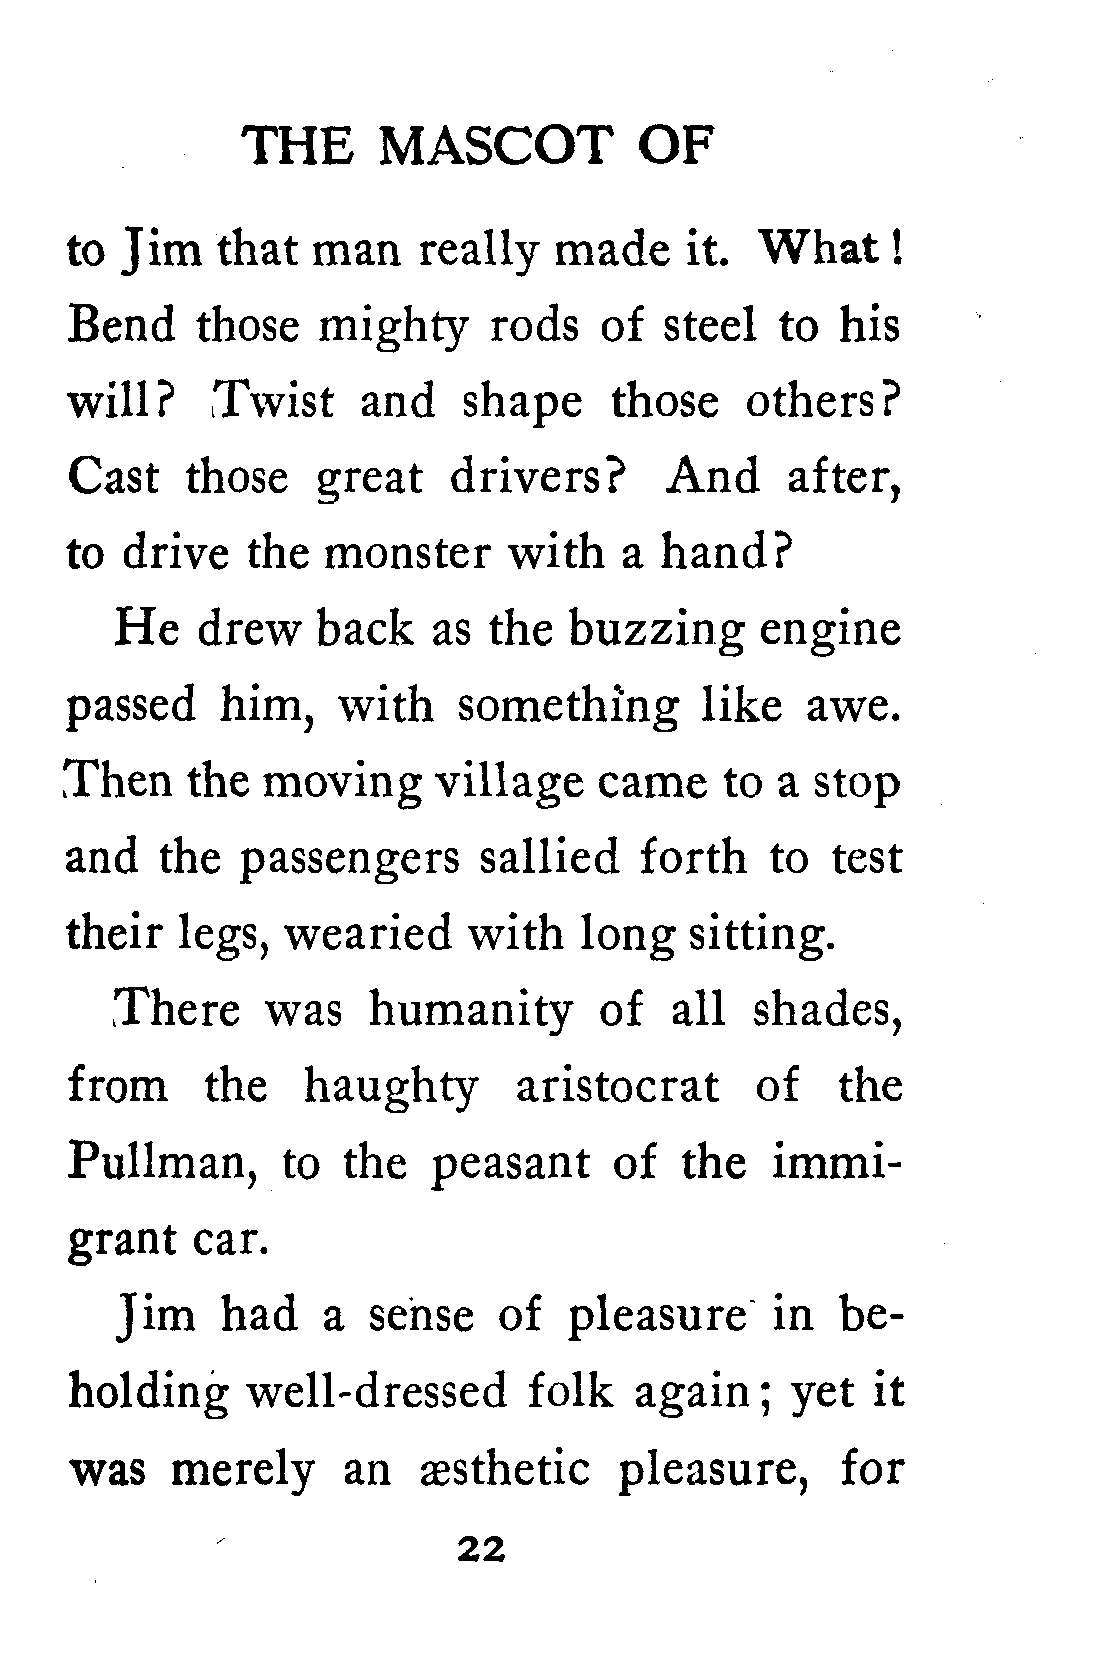 THE MASCOT OF
to Jim that man really made it. What!
Bend those mighty rods of steel to his
will? Twist and shape those others?
Cast those great drivers? And after,
to drive the monster with a hand?
He drew back as the buzzing engine
passed him, with something like awe.
Then the moving village came to a stop
and the passengers sallied forth to test
their legs, wearied with long sitting.
There was humanity of all shades,
from the haughty aristocrat of the
Pullman, to the peasant of the immi-
grant car.
Jim had a sense of pleasure in be-
holding well-dressed folk again; yet it
was merely an æsthetic pleasure, for
22